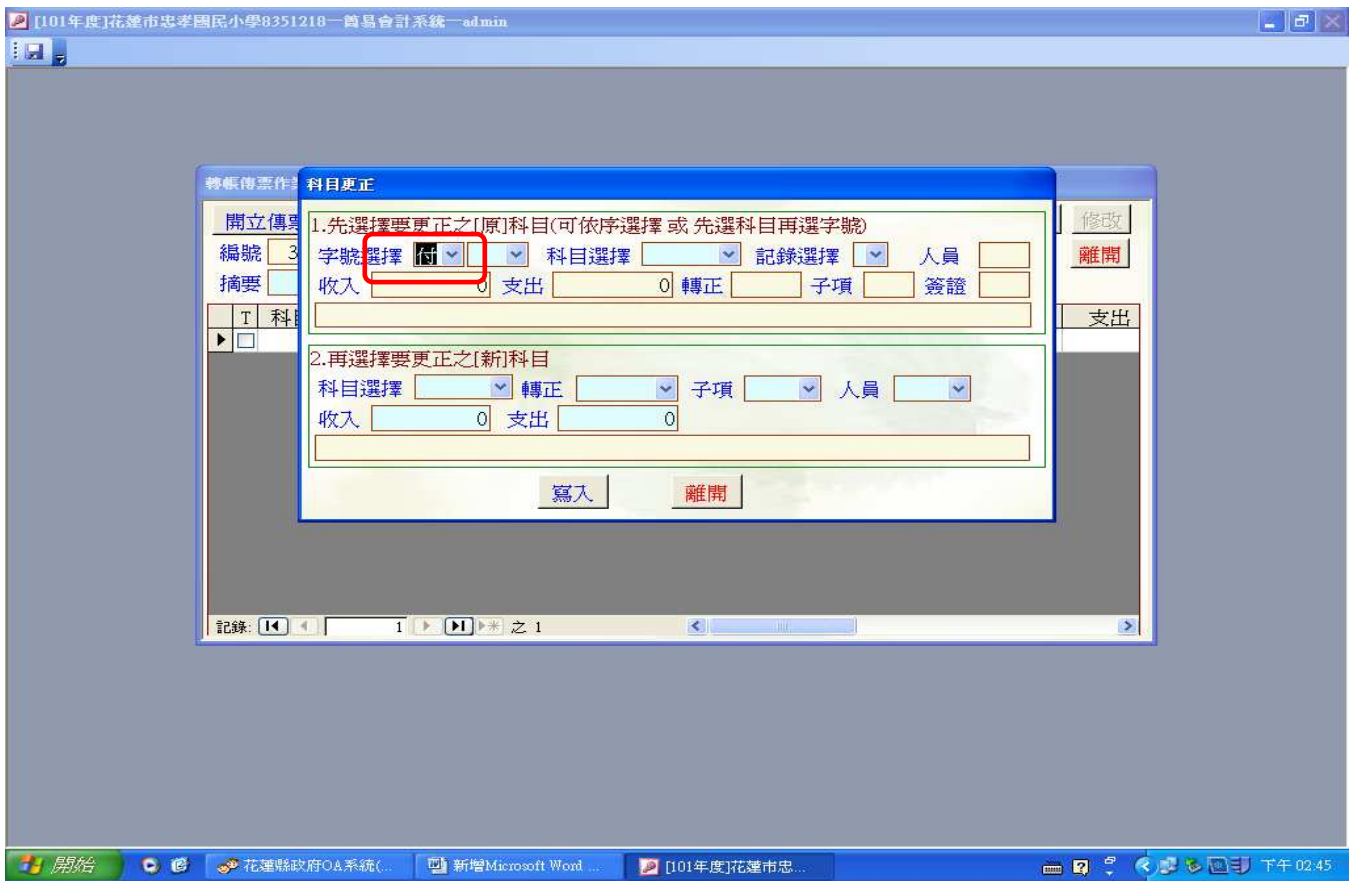 [101年度]花蓮市忠孝國民小學8351218—簡易會計系統—admin
轉帳傳票作業
科目更正
開立傳票
修改
編號 3
離開
摘要
1.先選擇要更正之[原]科目(可依序選擇 或 先選科目再選字號)
字號選擇 付 科目選擇 記錄選擇 人員
收入 0 支出 0 轉正 子項 簽證
T 科目 支出
2.再選擇要更正之[新]科目
科目選擇 轉正 子項 人員
收入 0 支出 0
寫入 離開
記錄: 1 之 1
開始 花蓮縣政府OA系統(... 新增Microsoft Word ... [101年度]花蓮市忠... 下午 02:45